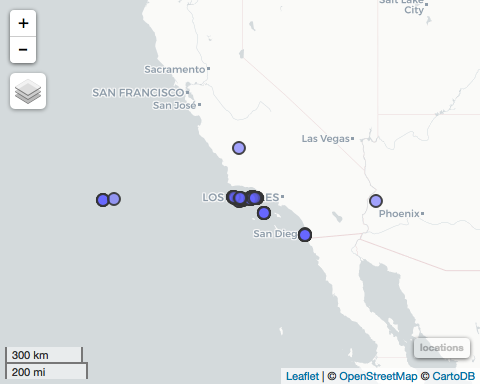 +
Salt Lake
City
−
Sacramento
SAN FRANCISCO
San José
Las Vegas
LOS ES
Phoenix
San Dieg
300 km
200 mi
locations
Leaflet | © OpenStreetMap © CartoDB